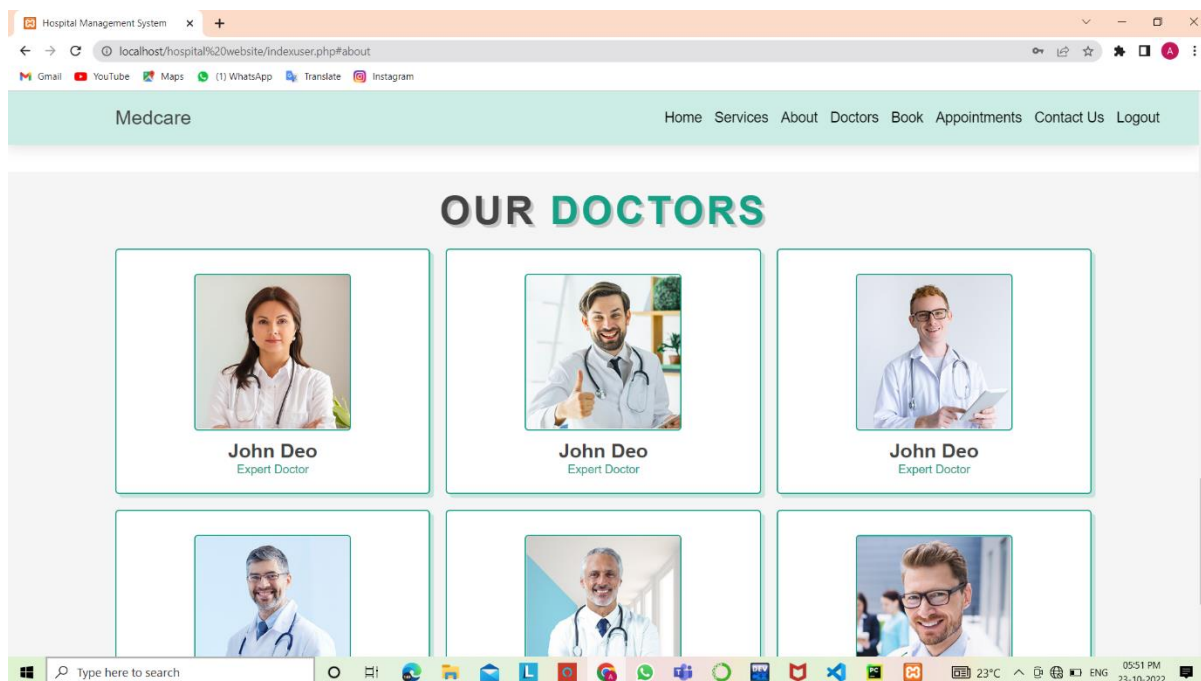 Hospital Management System
localhost/hospital%20website/indexuser.php#about
Gmail YouTube Maps (1) WhatsApp Translate Instagram
Medcare Home Services About Doctors Book Appointments Contact Us Logout
OUR DOCTORS
John Deo John Deo John Deo
Expert Doctor Expert Doctor Expert Doctor
Type here to search 23°C ENG 05:51 PM
23-10-2022